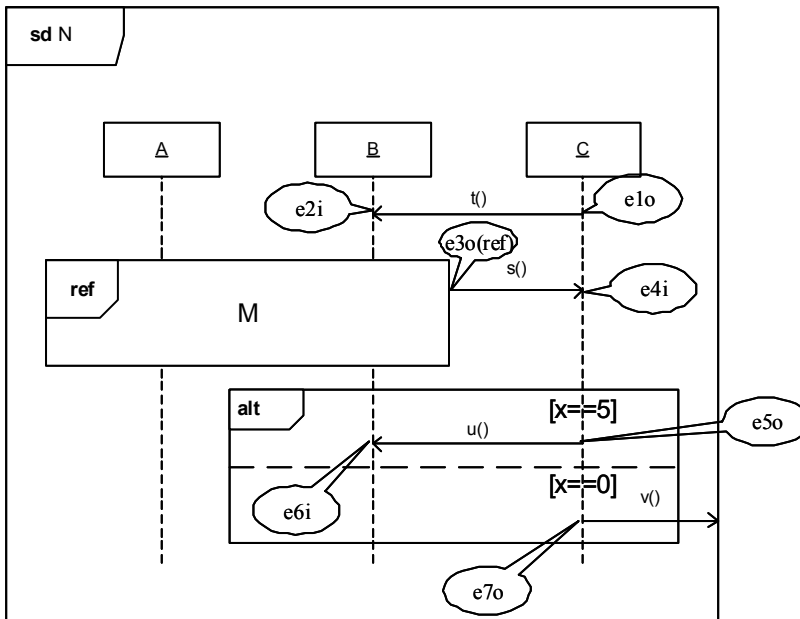 sd N
A
B
C
t()
e2i
e1o
e3o(ref)
s()
ref
M
e4i
alt
[x==5]
u()
e5o
[x==0]
v()
e6i
e7o